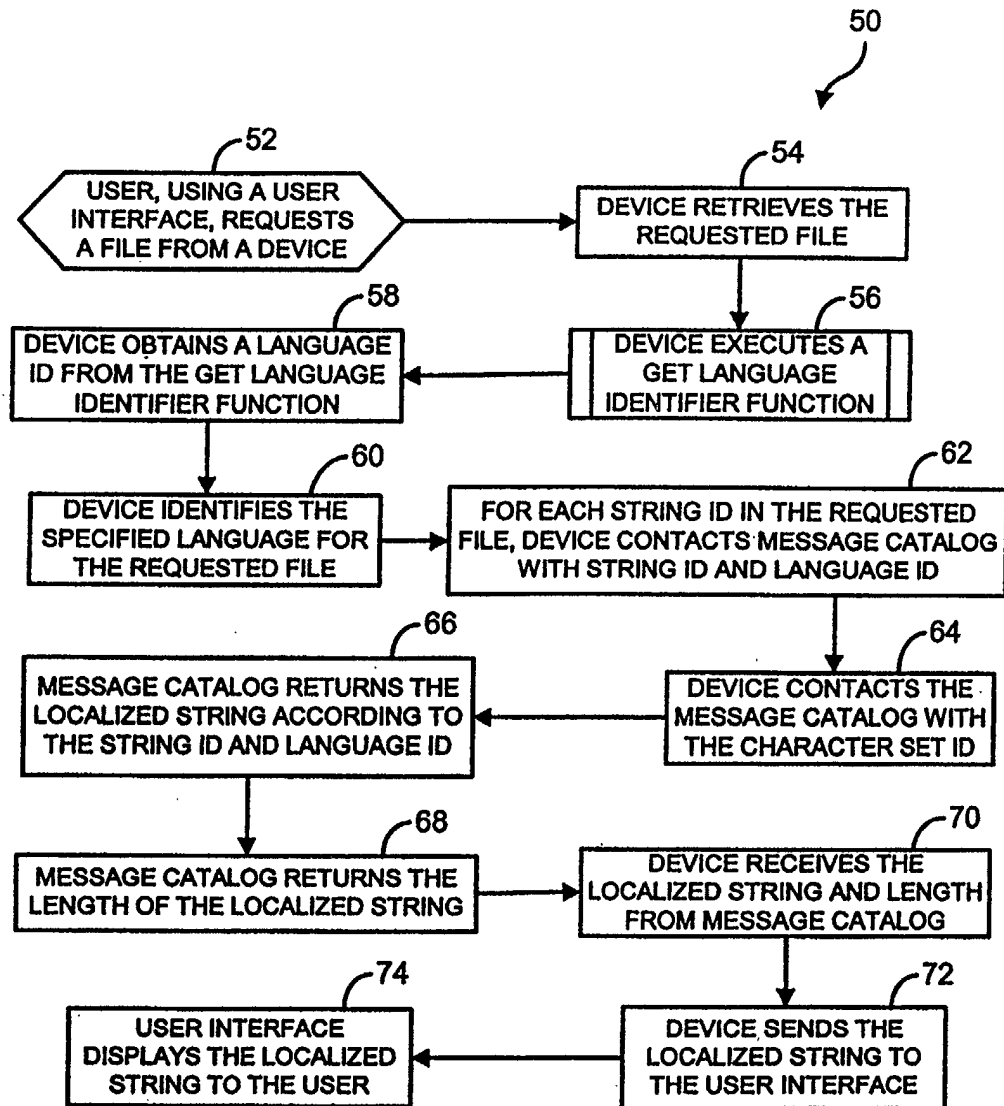 50
52
USER, USING A USER
INTERFACE, REQUESTS
A FILE FROM A DEVICE
54
DEVICE RETRIEVES THE
REQUESTED FILE
58
DEVICE OBTAINS A LANGUAGE
ID FROM THE GET LANGUAGE
IDENTIFIER FUNCTION
56
DEVICE EXECUTES A
GET LANGUAGE
IDENTIFIER FUNCTION
60
DEVICE IDENTIFIES THE
SPECIFIED LANGUAGE FOR
THE REQUESTED FILE
62
FOR EACH STRING ID IN THE REQUESTED
FILE, DEVICE CONTACTS MESSAGE CATALOG
WITH STRING ID AND LANGUAGE ID
64
DEVICE CONTACTS THE
MESSAGE CATALOG WITH
THE CHARACTER SET ID
66
MESSAGE CATALOG RETURNS THE
LOCALIZED STRING ACCORDING TO
THE STRING ID AND LANGUAGE ID
68
MESSAGE CATALOG RETURNS THE
LENGTH OF THE LOCALIZED STRING
70
DEVICE RECEIVES THE
LOCALIZED STRING AND LENGTH
FROM MESSAGE CATALOG
72
DEVICE SENDS THE
LOCALIZED STRING TO
THE USER INTERFACE
74
USER INTERFACE
DISPLAYS THE LOCALIZED
STRING TO THE USER